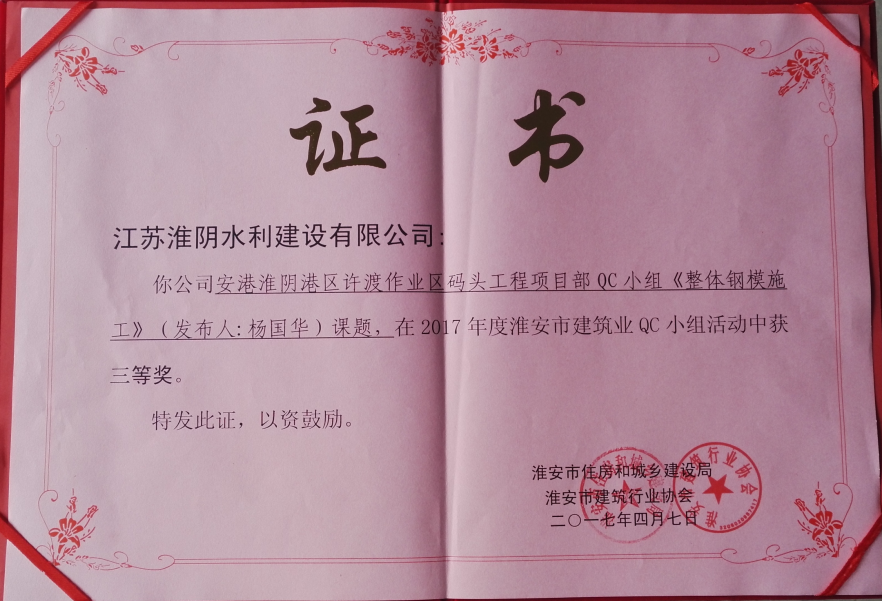 证 书
江苏淮阴水利建设有限公司：
你公司安港淮阴港区许渡作业区码头工程项目部 QC 小组《整体钢模施
工》（发布人：杨国华）课题，在 2017 年度淮安市建筑业 QC 小组活动中获
三等奖。
特发此证，以资鼓励。
淮安市住房和城乡建设局
淮安市建筑行业协会
二〇一七年四月七日